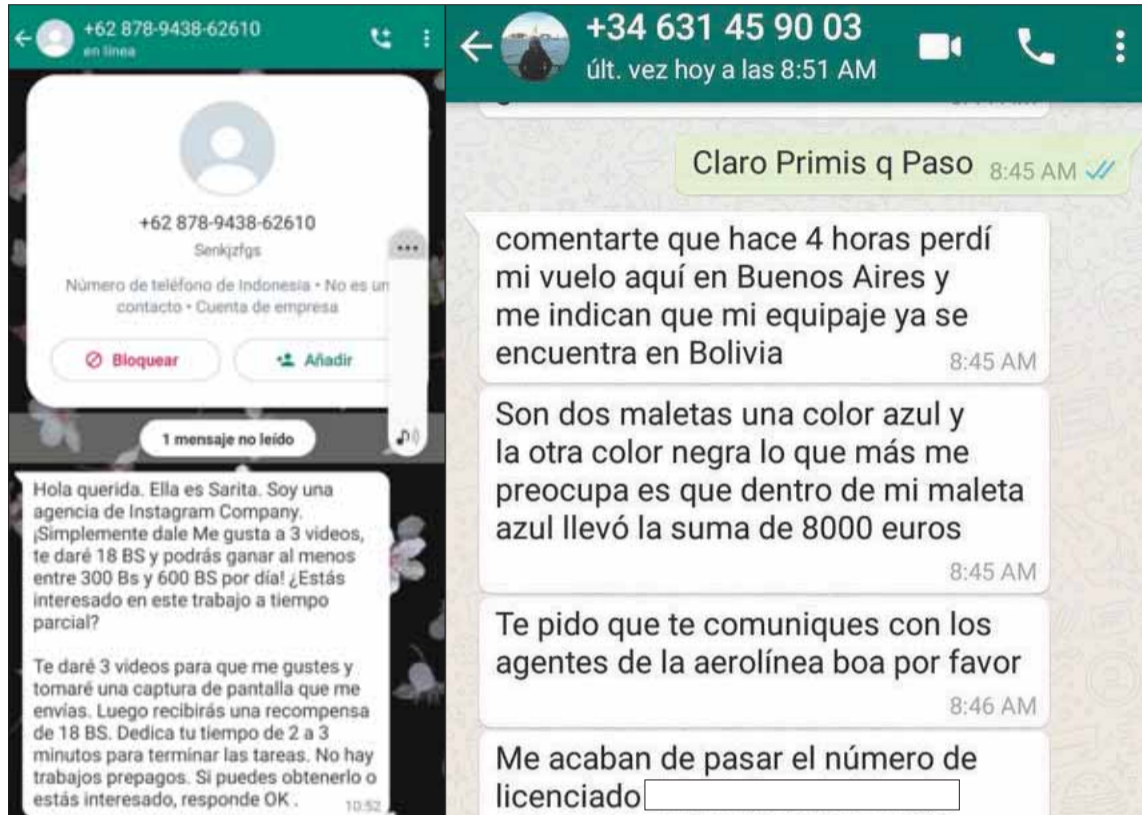 +62 878-9438-62610
en línea
+62 878-9438-62610
Senkjzfgs
Número de teléfono de Indonesia • No es un
contacto • Cuenta de empresa
Bloquear
Añadir
1 mensaje no leído
Hola querida. Ella es Sarita. Soy una
agencia de Instagram Company.
¡Simplemente dale Me gusta a 3 videos,
te daré 18 BS y podrás ganar al menos
entre 300 Bs y 600 BS por día! ¿Estás
interesado en este trabajo a tiempo
parcial?
Te daré 3 videos para que me gustes y
tomaré una captura de pantalla que me
envías. Luego recibirás una recompensa
de 18 BS. Dedica tu tiempo de 2 a 3
minutos para terminar las tareas. No hay
trabajos prepagos. Si puedes obtenerlo o
estás interesado, responde OK .
10:52
+34 631 45 90 03
últ. vez hoy a las 8:51 AM
Claro Primis q Paso 8:45 AM
comentarte que hace 4 horas perdí
mi vuelo aquí en Buenos Aires y
me indican que mi equipaje ya se
encuentra en Bolivia
8:45 AM
Son dos maletas una color azul y
la otra color negra lo que más me
preocupa es que dentro de mi maleta
azul llevó la suma de 8000 euros
8:45 AM
Te pido que te comuniques con los
agentes de la aerolínea boa por favor
8:46 AM
Me acaban de pasar el número de
licenciado